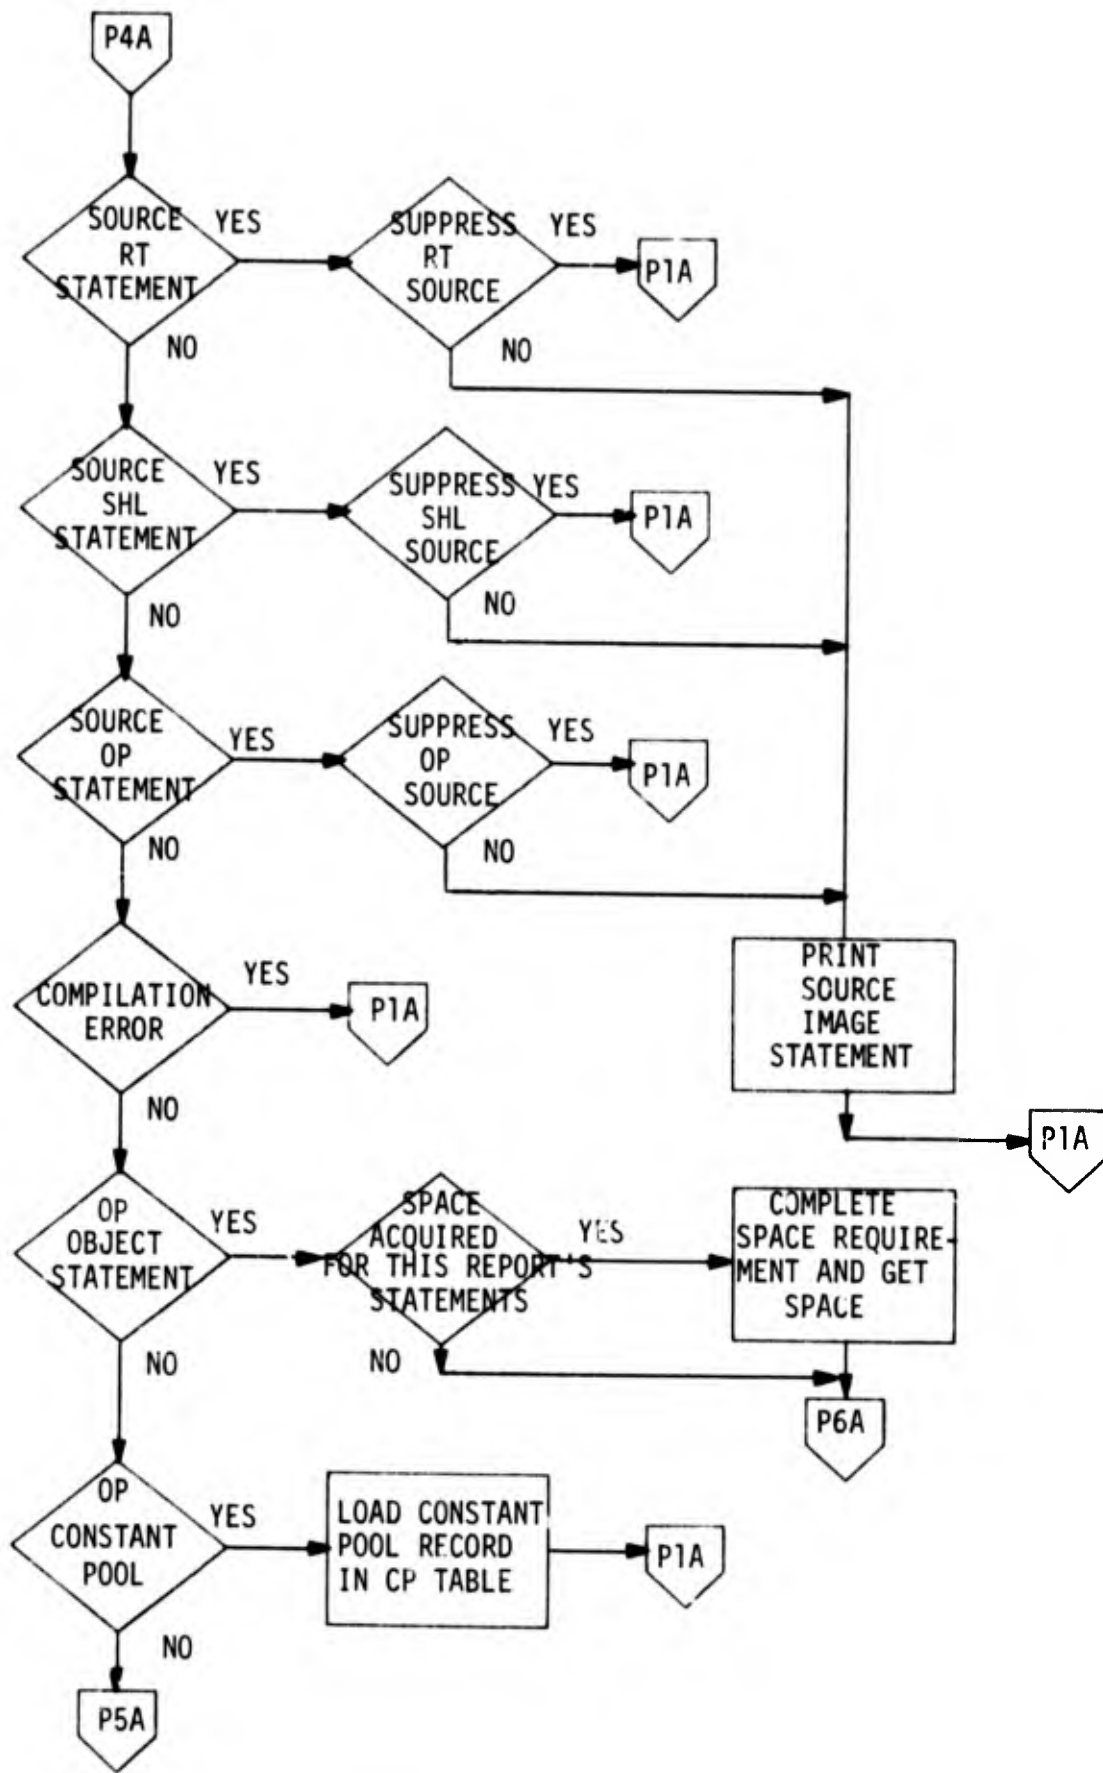 P4A
SOURCE
RT
STATEMENT
YES
NO
SUPPRESS
RT
SOURCE
YES
NO
P1A
SOURCE
SHL
STATEMENT
YES
NO
SUPPRESS
SHL
SOURCE
YES
NO
P1A
SOURCE
OP
STATEMENT
YES
NO
SUPPRESS
OP
SOURCE
YES
NO
P1A
COMPILATION
ERROR
YES
NO
P1A
PRINT
SOURCE
IMAGE
STATEMENT
P1A
OP
OBJECT
STATEMENT
YES
NO
SPACE
ACQUIRED
FOR THIS REPORT'S
STATEMENTS
YES
NO
COMPLETE
SPACE REQUIRE-
MENT AND GET
SPACE
P6A
OP
CONSTANT
POOL
YES
NO
LOAD CONSTANT
POOL RECORD
IN CP TABLE
P1A
P5A